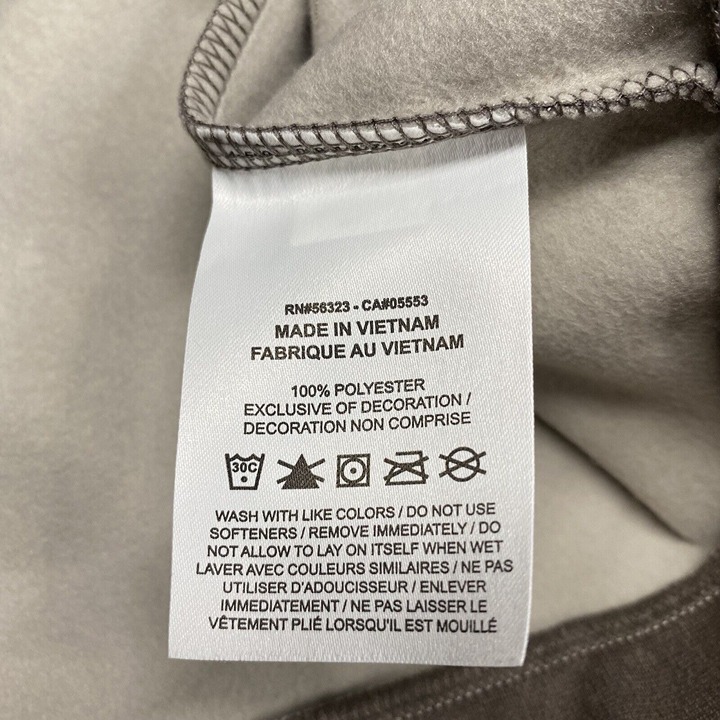 RN#56323 - CA#05553
MADE IN VIETNAM
FABRIQUE AU VIETNAM
100% POLYESTER
EXCLUSIVE OF DECORATION /
DECORATION NON COMPRISE
30C
WASH WITH LIKE COLORS / DO NOT USE
SOFTENERS / REMOVE IMMEDIATELY / DO
NOT ALLOW TO LAY ON ITSELF WHEN WET
LAVER AVEC COULEURS SIMILAIRES / NE PAS
UTILISER D'ADOUCISSEUR / ENLEVER
IMMEDIATEMENT / NE PAS LAISSER LE
VÊTEMENT PLIÉ LORSQU'IL EST MOUILLÉ